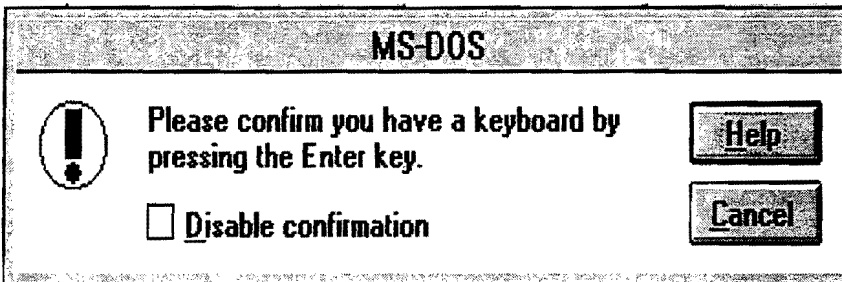 MS-DOS
Please confirm you have a keyboard by
pressing the Enter key.
Disable confirmation
Help
Cancel